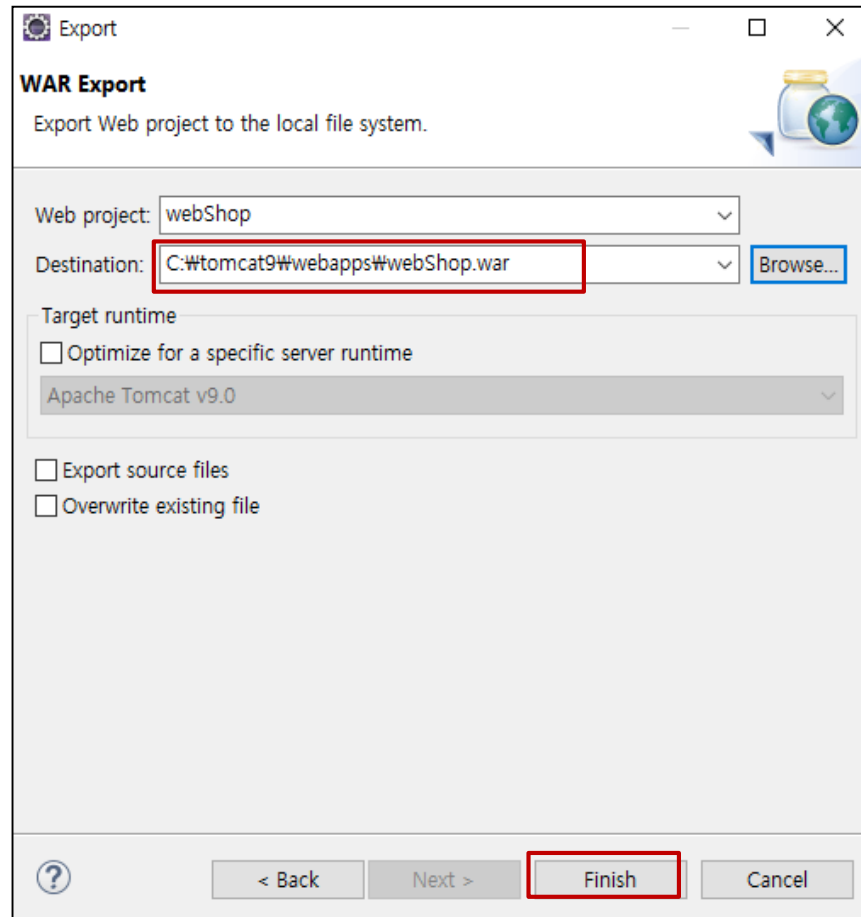 Export
WAR Export
Export Web project to the local file system.
Web project: webShop
Destination: C:₩tomcat9₩webapps₩webShop.war Browse...
Target runtime
Optimize for a specific server runtime
Apache Tomcat v9.0
Export source files
Overwrite existing file
? < Back Next > Finish Cancel